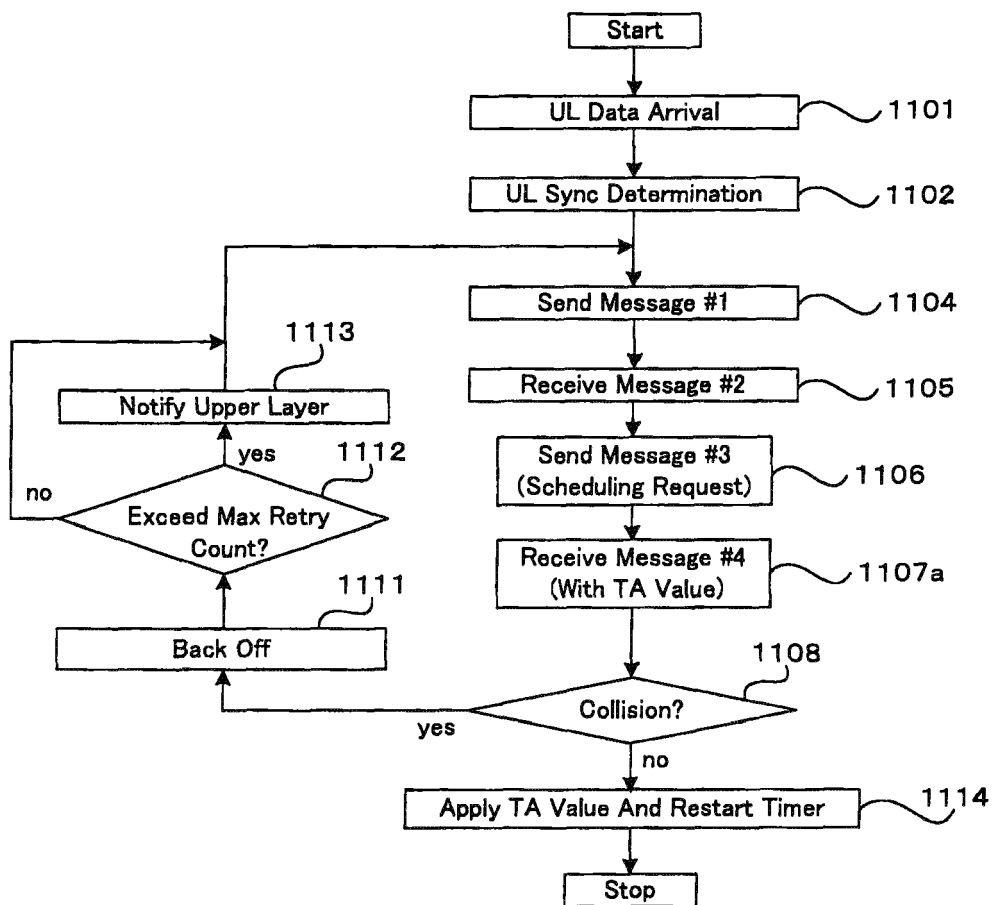 Start
UL Data Arrival
1101
UL Sync Determination
1102
Send Message #1
1104
1113
Notify Upper Layer
Receive Message #2
1105
yes
1112
no
Exceed Max Retry
Count?
Send Message #3
(Scheduling Request)
1106
Receive Message #4
(With TA Value)
1107a
1111
Back Off
1108
Collision?
yes
no
Apply TA Value And Restart Timer
1114
Stop